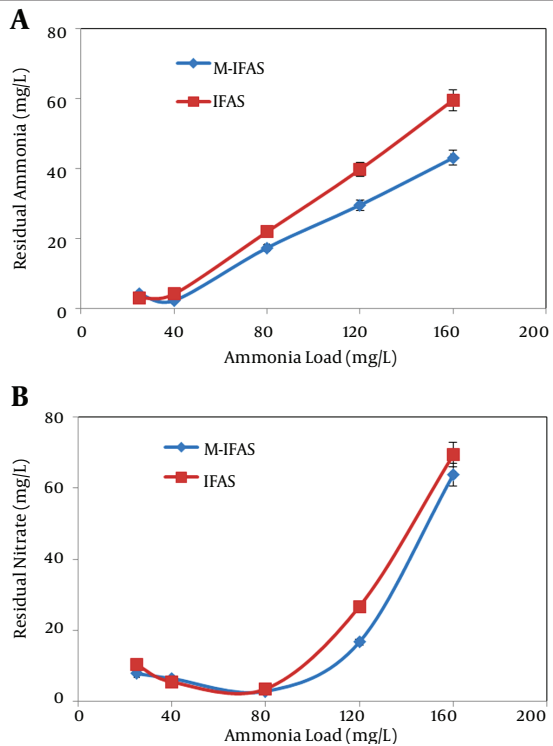 A
80
60
40
20
0
Residual Ammonia (mg/L)
M-IFAS
IFAS
0 40 80 120 160 200
Ammonia Load (mg/L)
B
80
60
40
20
0
Residual Nitrate (mg/L)
M-IFAS
IFAS
0 40 80 120 160 200
Ammonia Load (mg/L)